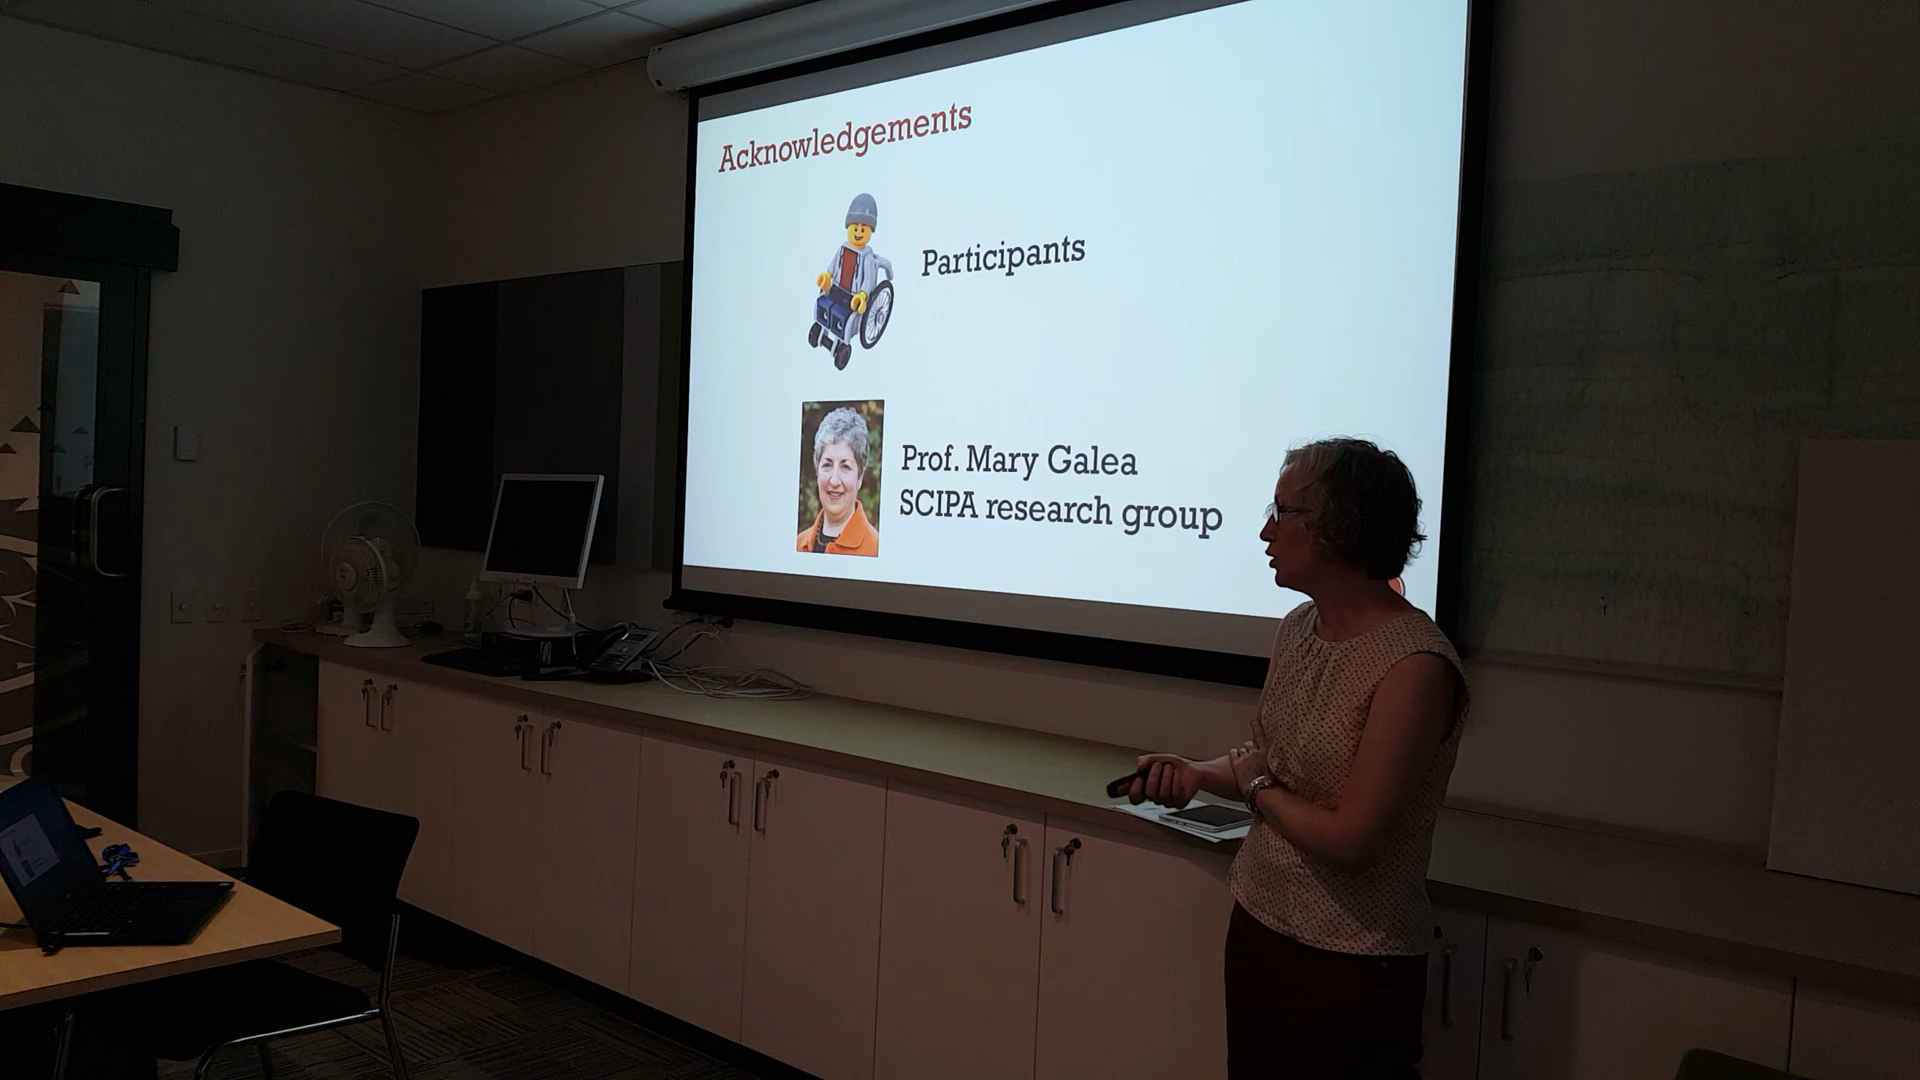 Acknowledgements
Participants
Prof. Mary Galea
SCIPA research group